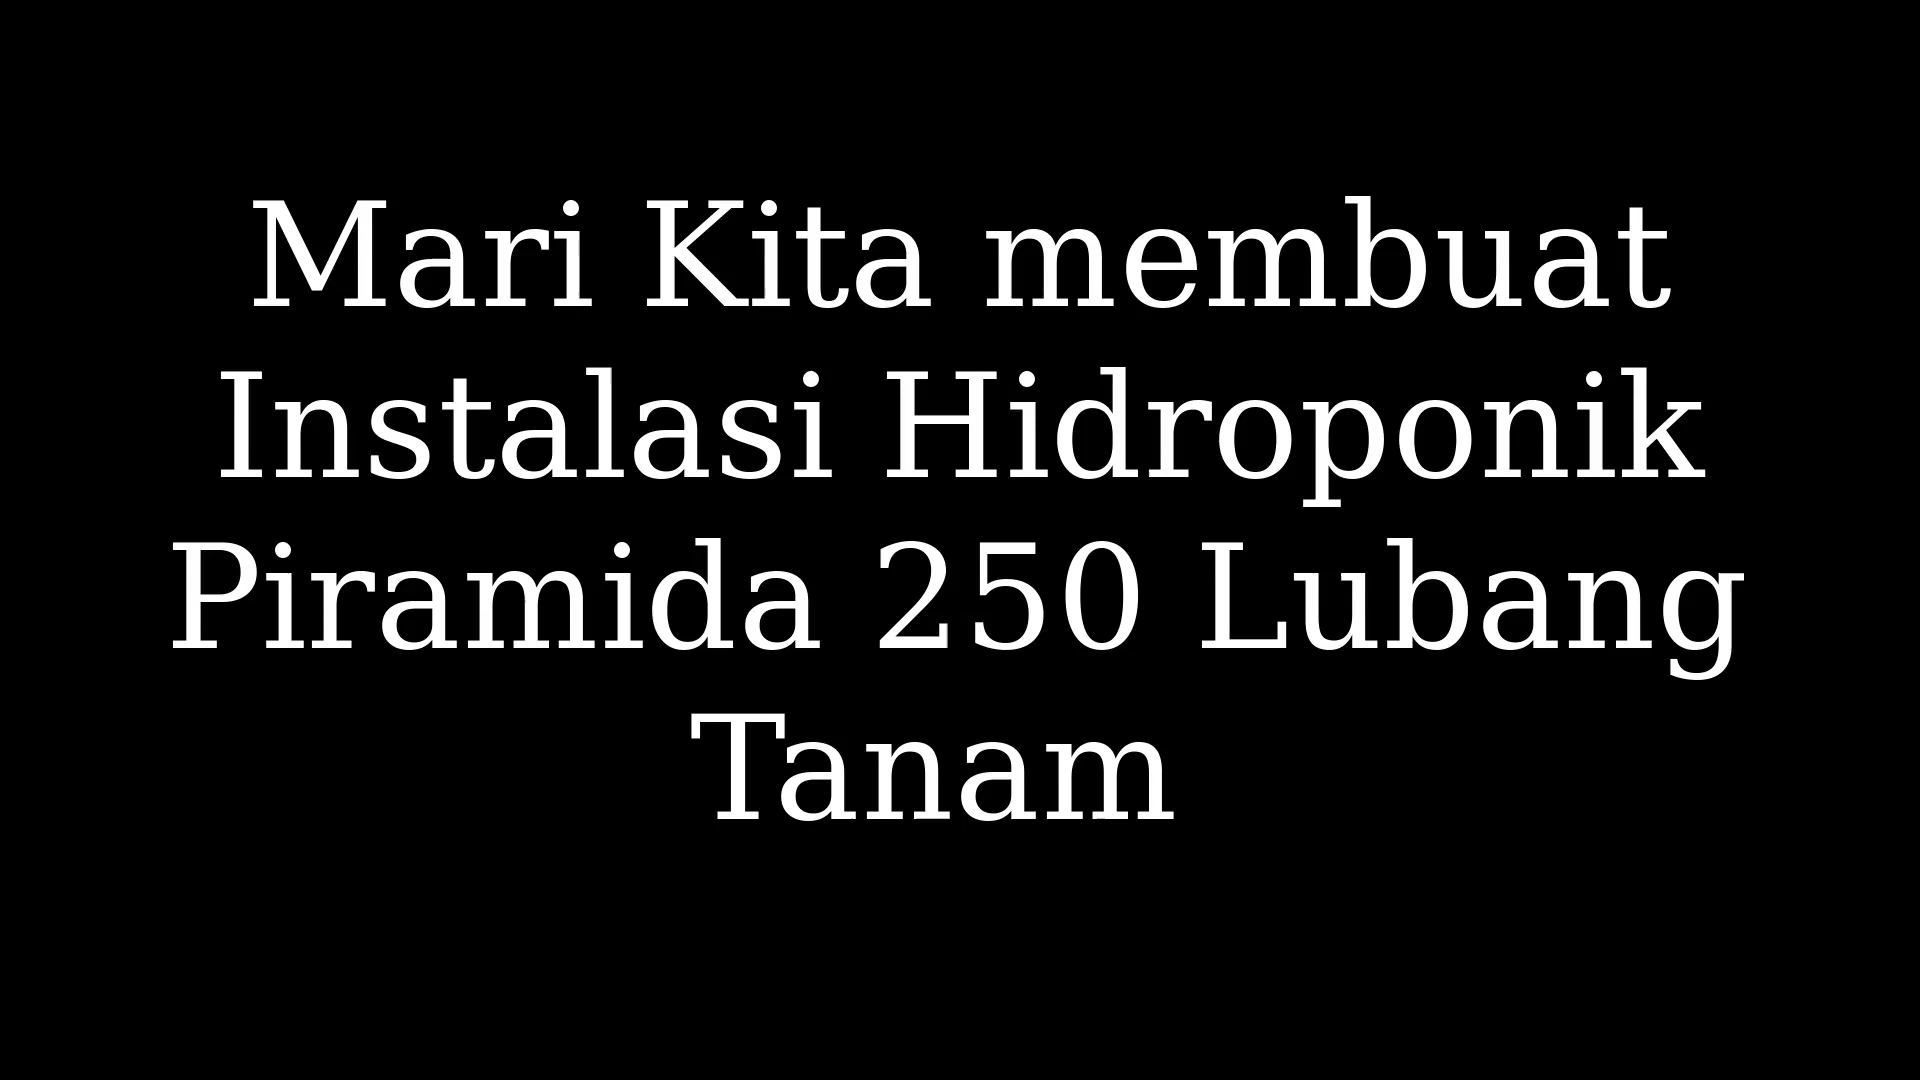 Mari Kita membuat
Instalasi Hidroponik
Piramida 250 Lubang
Tanam